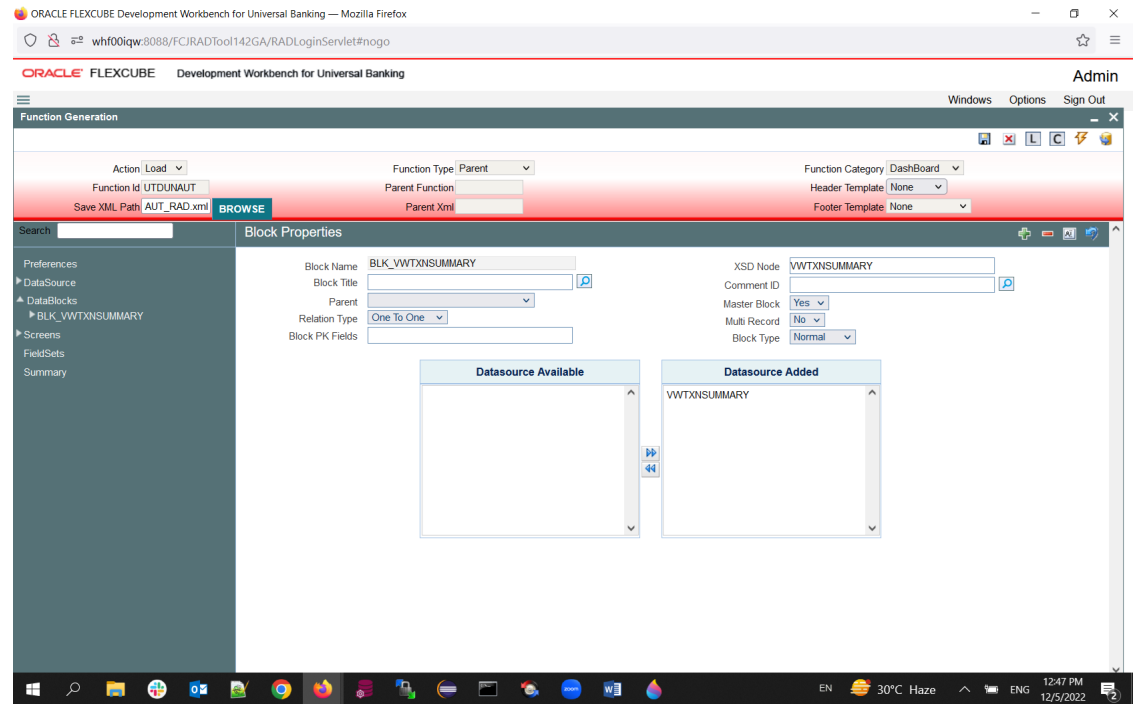 ORACLE FLEXCUBE Development Workbench for Universal Banking — Mozilla Firefox
whf00iqw:8088/FCJRADTool142GA/RADLoginServlet#nogo
ORACLE FLEXCUBE Development Workbench for Universal Banking
Admin
Windows Options Sign Out
Function Generation
L C
Action Load Function Type Parent Function Category DashBoard
Function Id UTDUNAUT Parent Function Header Template None
Save XML Path AUT_RAD.xml BROWSE Parent Xml Footer Template None
Search Block Properties
Preferences
DataSource
DataBlocks
BLK_VWTXNSUMMARY
Screens
FieldSets
Summary
Block Name BLK_VWTXNSUMMARY XSD Node VWTXNSUMMARY
Block Title Comment ID
Parent Master Block Yes
Relation Type One To One Multi Record No
Block PK Fields Block Type Normal
Datasource Available Datasource Added
VWTXNSUMMARY
zoom
EN 30°C Haze ENG 12:47 PM
12/5/2022
2